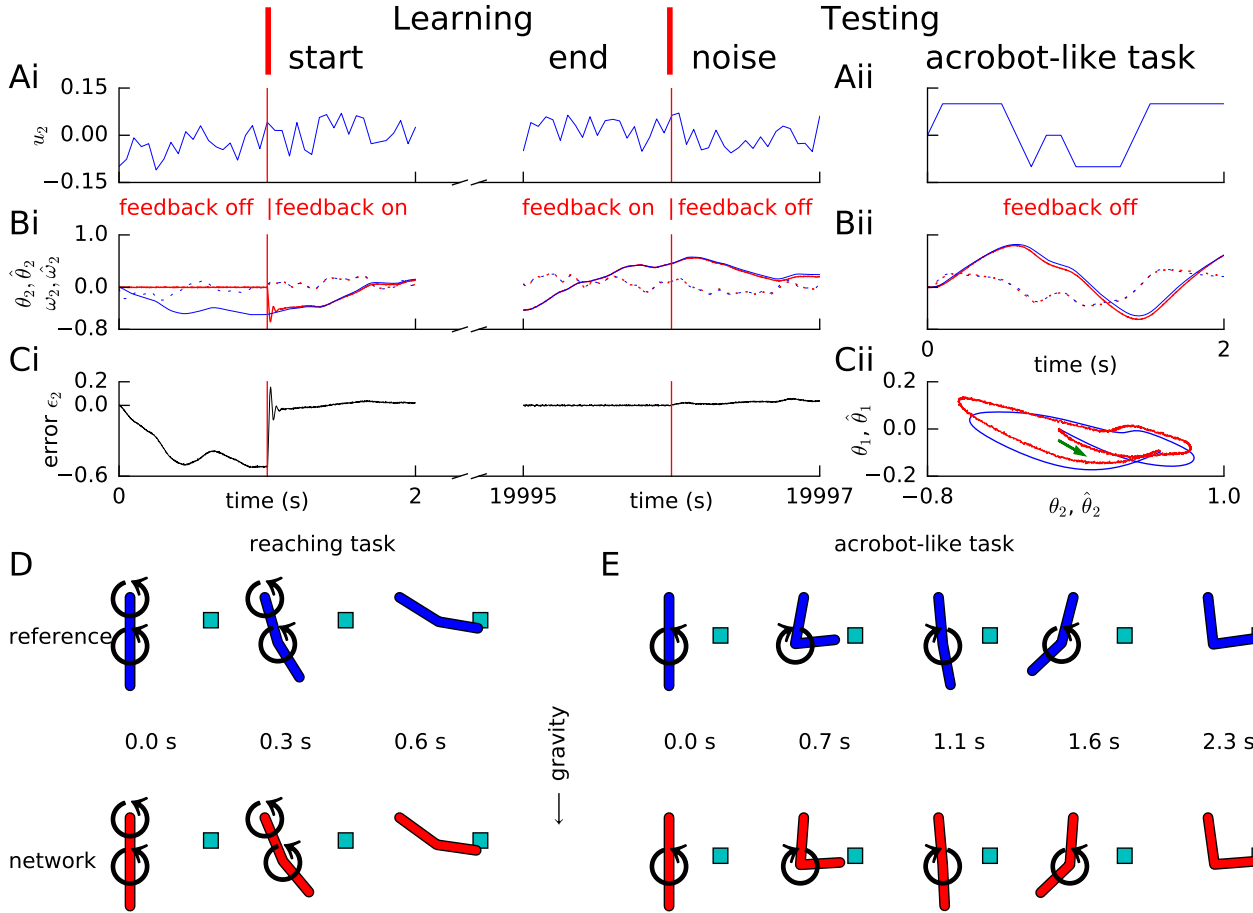 Learning Testing
start end noise acrobot-like task
Ai Aii
0.15
0.00
−0.15
u₂
feedback off | feedback on feedback on | feedback off feedback off
Bi Bii
1.0
0.0
−0.8
θ₂, θ̂₂
ω₂, ω̂₂
0 2
time (s)
Ci Cii
0.2
0.0
−0.6
error ϵ₂
0 time (s) 2 19995 time (s) 19997
0.2
0.0
−0.2
θ₁, θ̂₁
−0.8 1.0
θ₂, θ̂₂
reaching task acrobot-like task
D E
reference
0.0 s 0.3 s 0.6 s 0.0 s 0.7 s 1.1 s 1.6 s 2.3 s
← gravity
network